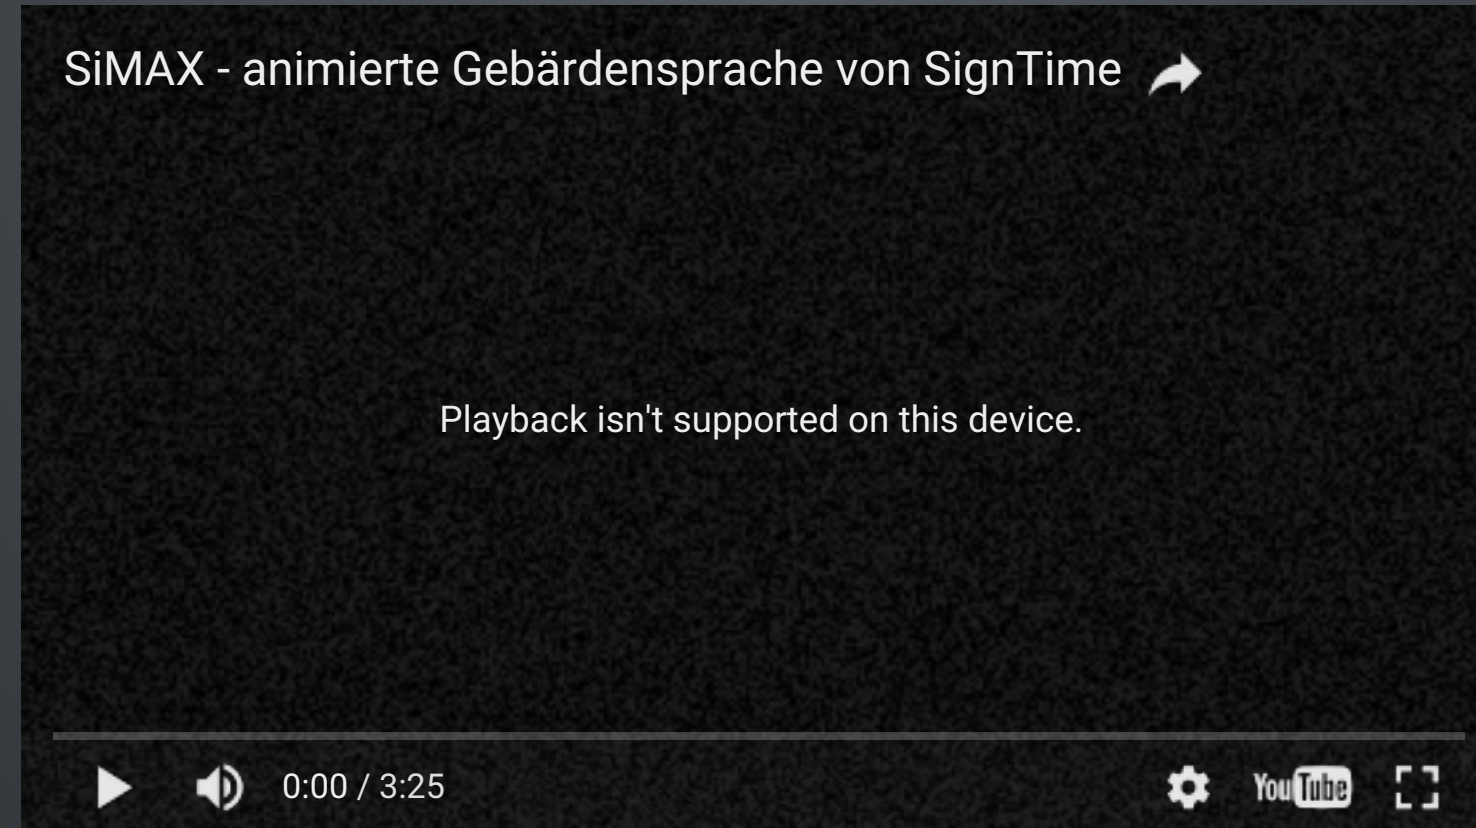 SiMAX - animierte Gebärdensprache von SignTime
Playback isn't supported on this device.
0:00 / 3:25
YouTube